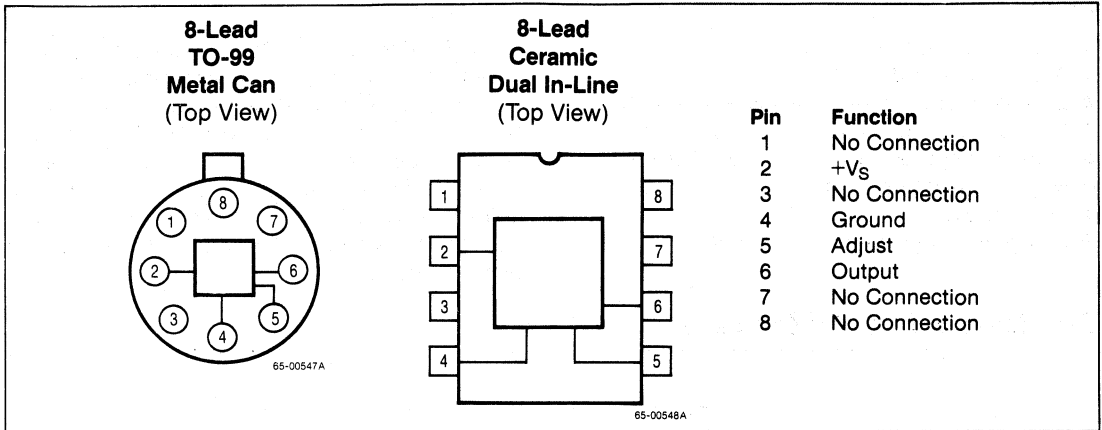 8-Lead
TO-99
Metal Can
(Top View)
8
1
7
2
6
3
5
4
65-00547A
8-Lead
Ceramic
Dual In-Line
(Top View)
1
8
2
7
3
6
4
5
65-00548A
Pin Function
1 No Connection
2 +VS
3 No Connection
4 Ground
5 Adjust
6 Output
7 No Connection
8 No Connection